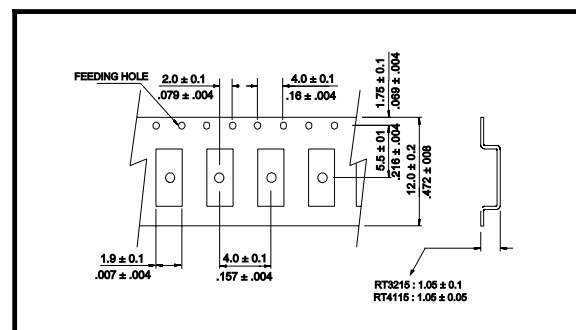 FEEDING HOLE
2.0 ± 0.1
.079 ± .004
4.0 ± 0.1
.16 ± .004
1.75 ± 0.1
.069 ± .004
5.5 ± 01
.216 ± .004
12.0 ± 0.2
.472 ± 008
1.9 ± 0.1
.007 ± .004
4.0 ± 0.1
.157 ± .004
RT3215 : 1.05 ± 0.1
RT4115 : 1.05 ± 0.05